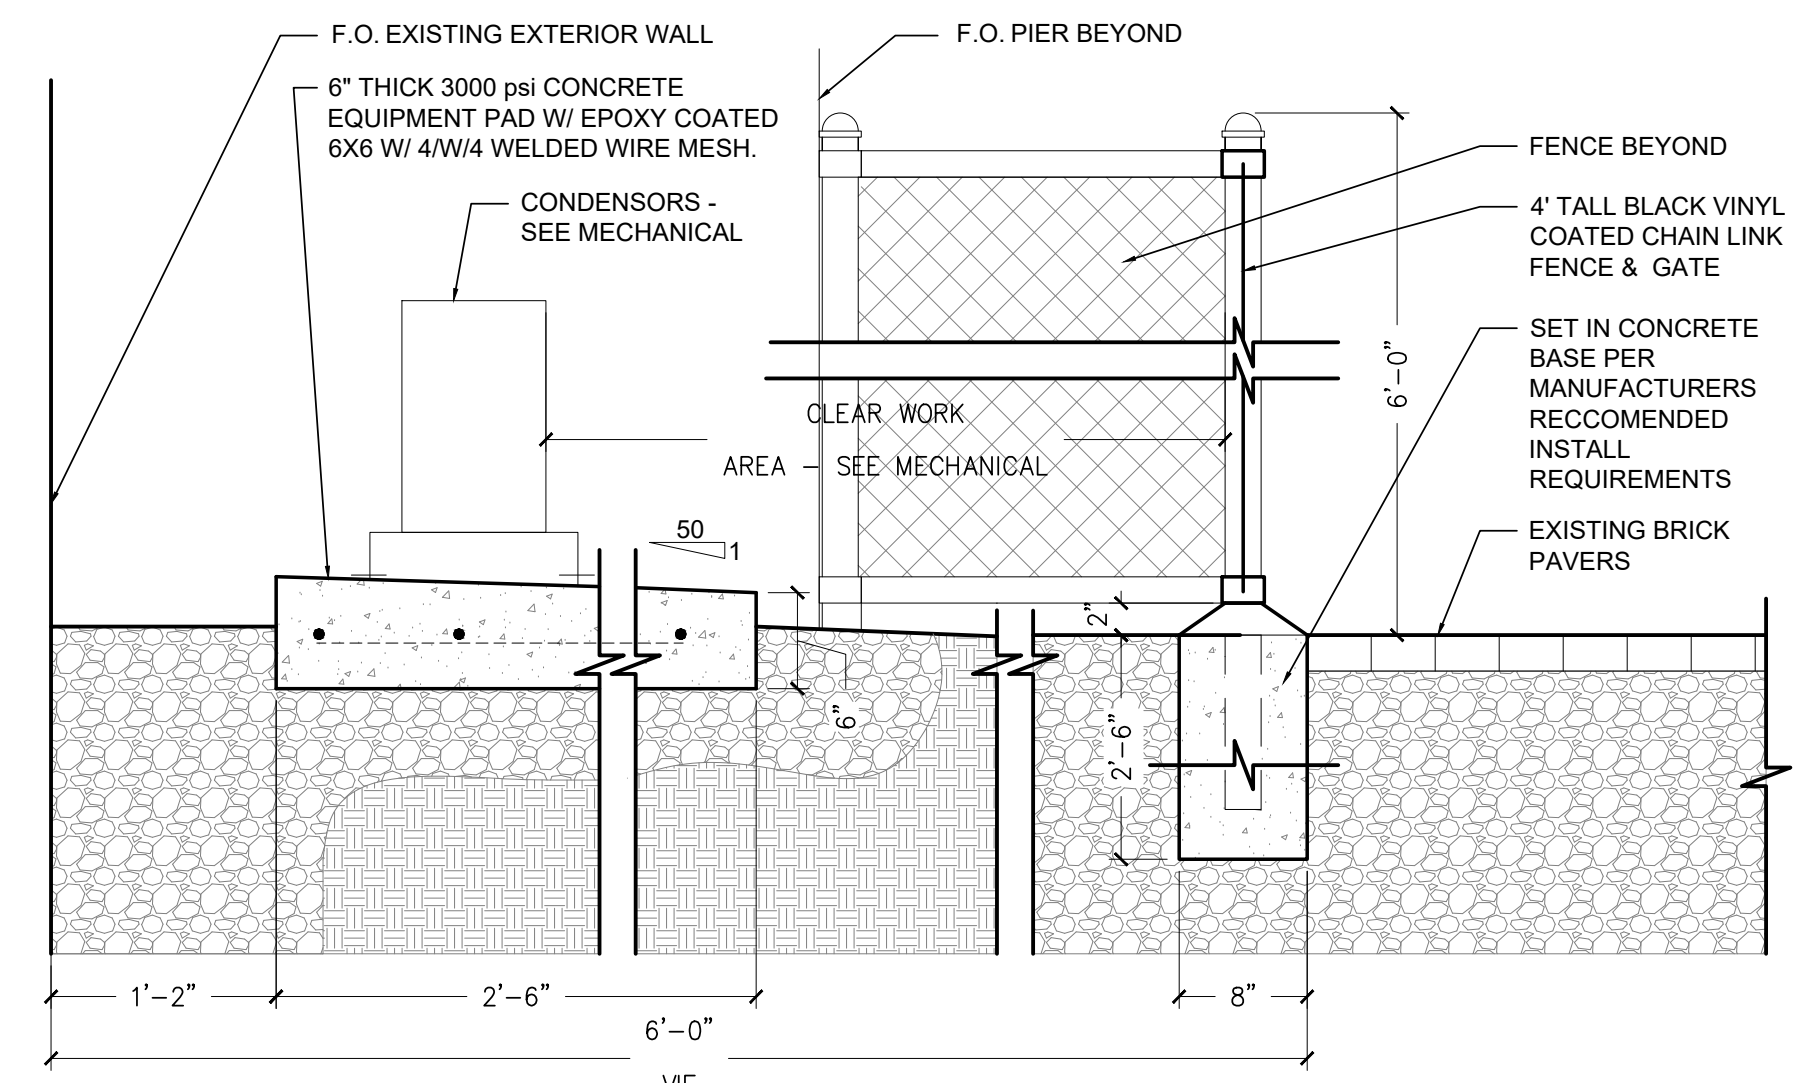 F.O. EXISTING EXTERIOR WALL
6" THICK 3000 psi CONCRETE
EQUIPMENT PAD W/ EPOXY COATED
6X6 W/ 4/W/4 WELDED WIRE MESH.
CONDENSORS -
SEE MECHANICAL
F.O. PIER BEYOND
FENCE BEYOND
4' TALL BLACK VINYL
COATED CHAIN LINK
FENCE & GATE
SET IN CONCRETE
BASE PER
MANUFACTURERS
RECCOMENDED
INSTALL
REQUIREMENTS
EXISTING BRICK
PAVERS
6'-0"
CLEAR WORK
AREA - SEE MECHANICAL
50
1
2"
6"
2'-6"
1'-2"
2'-6"
8"
6'-0"
VIF